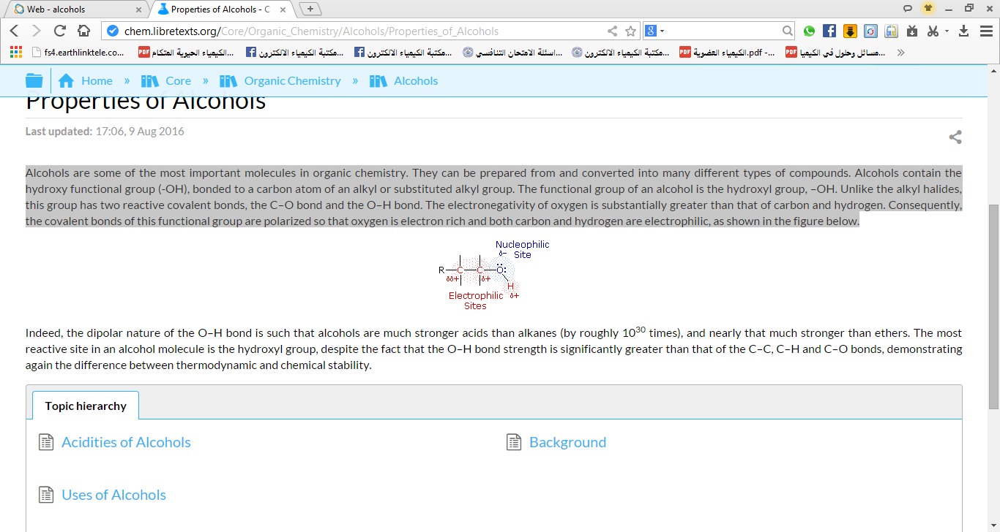 Web - alcohols
Properties of Alcohols - C
chem.libretexts.org/Core/Organic_Chemistry/Alcohols/Properties_of_Alcohols
fs4.earthlinktele.co...
PDF الكيمياء الحيوية المتكام...
مكتبة الكيمياء الالكترون...
مكتبة الكيمياء الالكترون...
اسئلة الامتحان التنافسي...
مكتبة الكيمياء الالكترون...
PDF الكيمياء العضوية.pdf -...
PDF مسائل وحلول في الكيميا...
Home » Core » Organic Chemistry » Alcohols
Properties of Alcohols
Last updated: 17:06, 9 Aug 2016
Alcohols are some of the most important molecules in organic chemistry. They can be prepared from and converted into many different types of compounds. Alcohols contain the
hydroxy functional group (-OH), bonded to a carbon atom of an alkyl or substituted alkyl group. The functional group of an alcohol is the hydroxyl group, –OH. Unlike the alkyl halides,
this group has two reactive covalent bonds, the C–O bond and the O–H bond. The electronegativity of oxygen is substantially greater than that of carbon and hydrogen. Consequently,
the covalent bonds of this functional group are polarized so that oxygen is electron rich and both carbon and hydrogen are electrophilic, as shown in the figure below.
Nucleophilic
δ− Site
R C C O
δδ+ δ+ H
Electrophilic δ+
Sites
Indeed, the dipolar nature of the O–H bond is such that alcohols are much stronger acids than alkanes (by roughly 10³⁰ times), and nearly that much stronger than ethers. The most
reactive site in an alcohol molecule is the hydroxyl group, despite the fact that the O–H bond strength is significantly greater than that of the C–C, C–H and C–O bonds, demonstrating
again the difference between thermodynamic and chemical stability.
Topic hierarchy
Acidities of Alcohols
Background
Uses of Alcohols